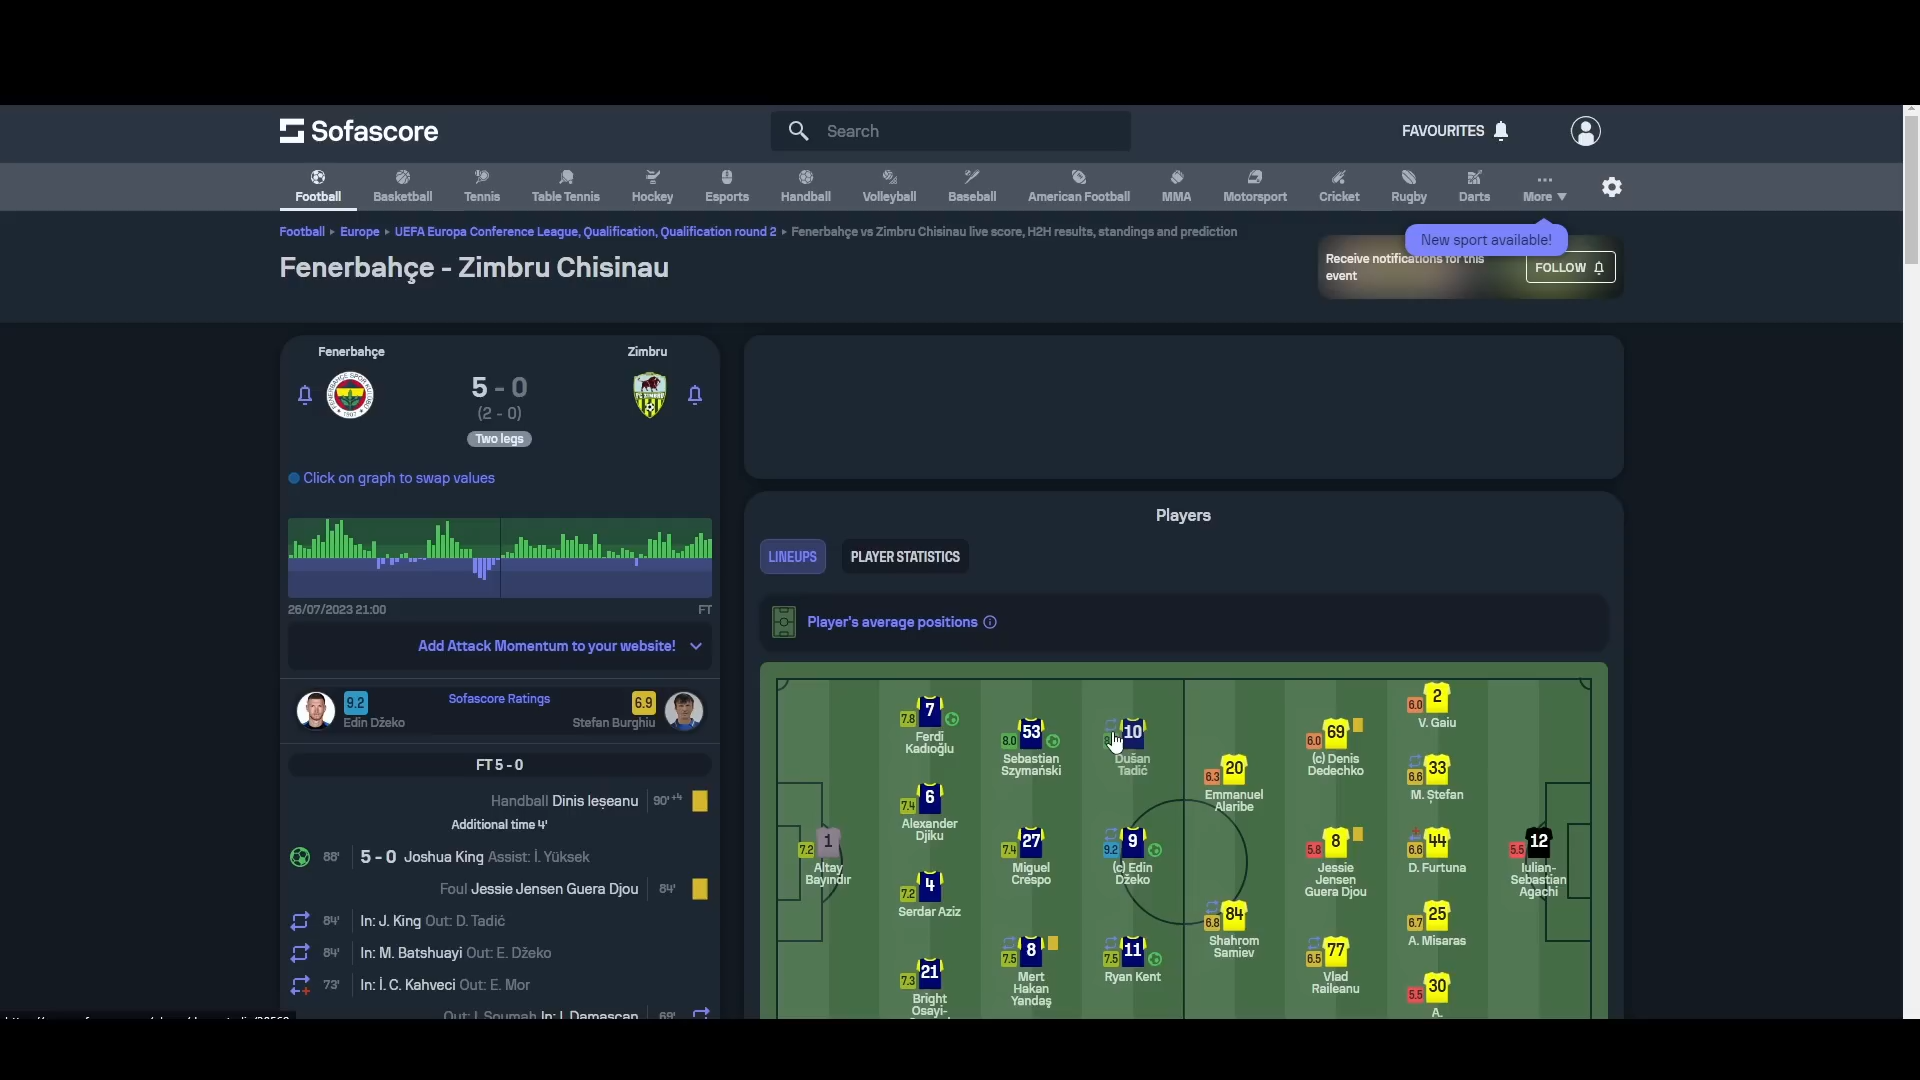 Sofascore
Search
FAVOURITES
Football
Basketball
Tennis
Table Tennis
Hockey
Esports
Handball
Volleyball
Baseball
American Football
MMA
Motorsport
Cricket
Rugby
Darts
More
Football
Europe
UEFA Europa Conference League, Qualification, Qualification round 2
Fenerbahçe vs Zimbru Chisinau live score, H2H results, standings and prediction
New sport available!
Fenerbahçe - Zimbru Chisinau
Receive notifications for this
event
FOLLOW
Fenerbahçe
Zimbru
5 - 0
(2 - 0)
Two legs
Click on graph to swap values
26/07/2023 21:00
FT
Add Attack Momentum to your website!
9.2
Edin Džeko
Sofascore Ratings
6.9
Stefan Burghiu
FT 5 - 0
Handball Dinis Ieșeanu 90'+4
Additional time 4'
88' 5 - 0 Joshua King Assist: İ. Yüksek
Foul Jessie Jensen Guera Djou 84'
84' In: J. King Out: D. Tadić
84' In: M. Batshuayi Out: E. Džeko
73' In: İ. C. Kahveci Out: E. Mor
Out: I. Soumah In: I. Damascan 69'
Players
LINEUPS
PLAYER STATISTICS
Player's average positions
1
7.2
Altay
Bayındır
7
7.8
Ferdi
Kadıoğlu
6
7.4
Alexander
Djiku
4
7.2
Serdar Aziz
21
7.3
Bright
Osayi-
53
8.0
Sebastian
Szymański
27
7.4
Miguel
Crespo
8
7.5
Mert
Hakan
Yandaş
10
Dušan
Tadić
9
9.2
(c) Edin
Džeko
11
7.5
Ryan Kent
20
6.3
Emmanuel
Alaribe
84
6.8
Shahrom
Samiev
69
6.0
(c) Denis
Dedechko
8
5.8
Jessie
Jensen
Guera Djou
77
6.5
Vlad
Raileanu
2
6.0
V. Gaiu
33
6.6
M. Ștefan
44
6.6
D. Furtuna
25
6.7
A. Misaras
30
5.5
A.
12
5.5
Iulian-
Sebastian
Agachi